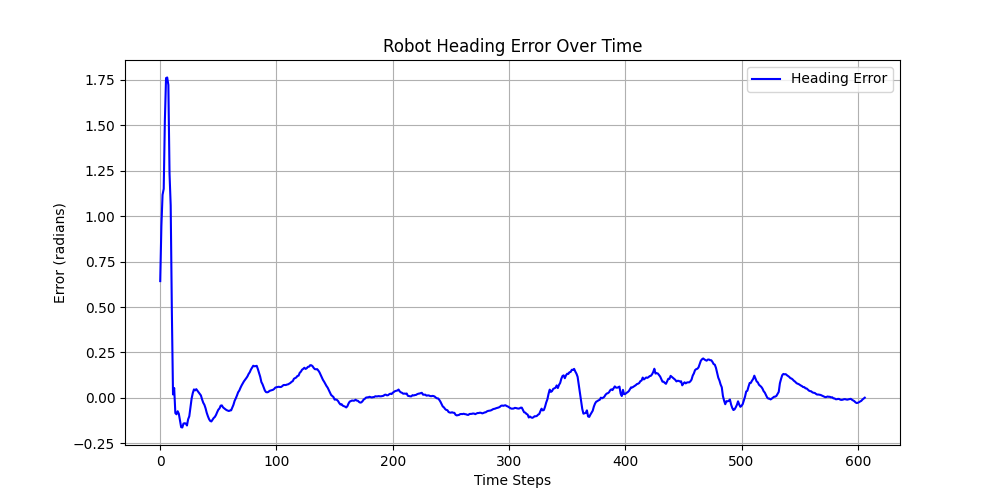 Robot Heading Error Over Time
Heading Error
Error (radians)
1.75
1.50
1.25
1.00
0.75
0.50
0.25
0.00
−0.25
0 100 200 300 400 500 600
Time Steps